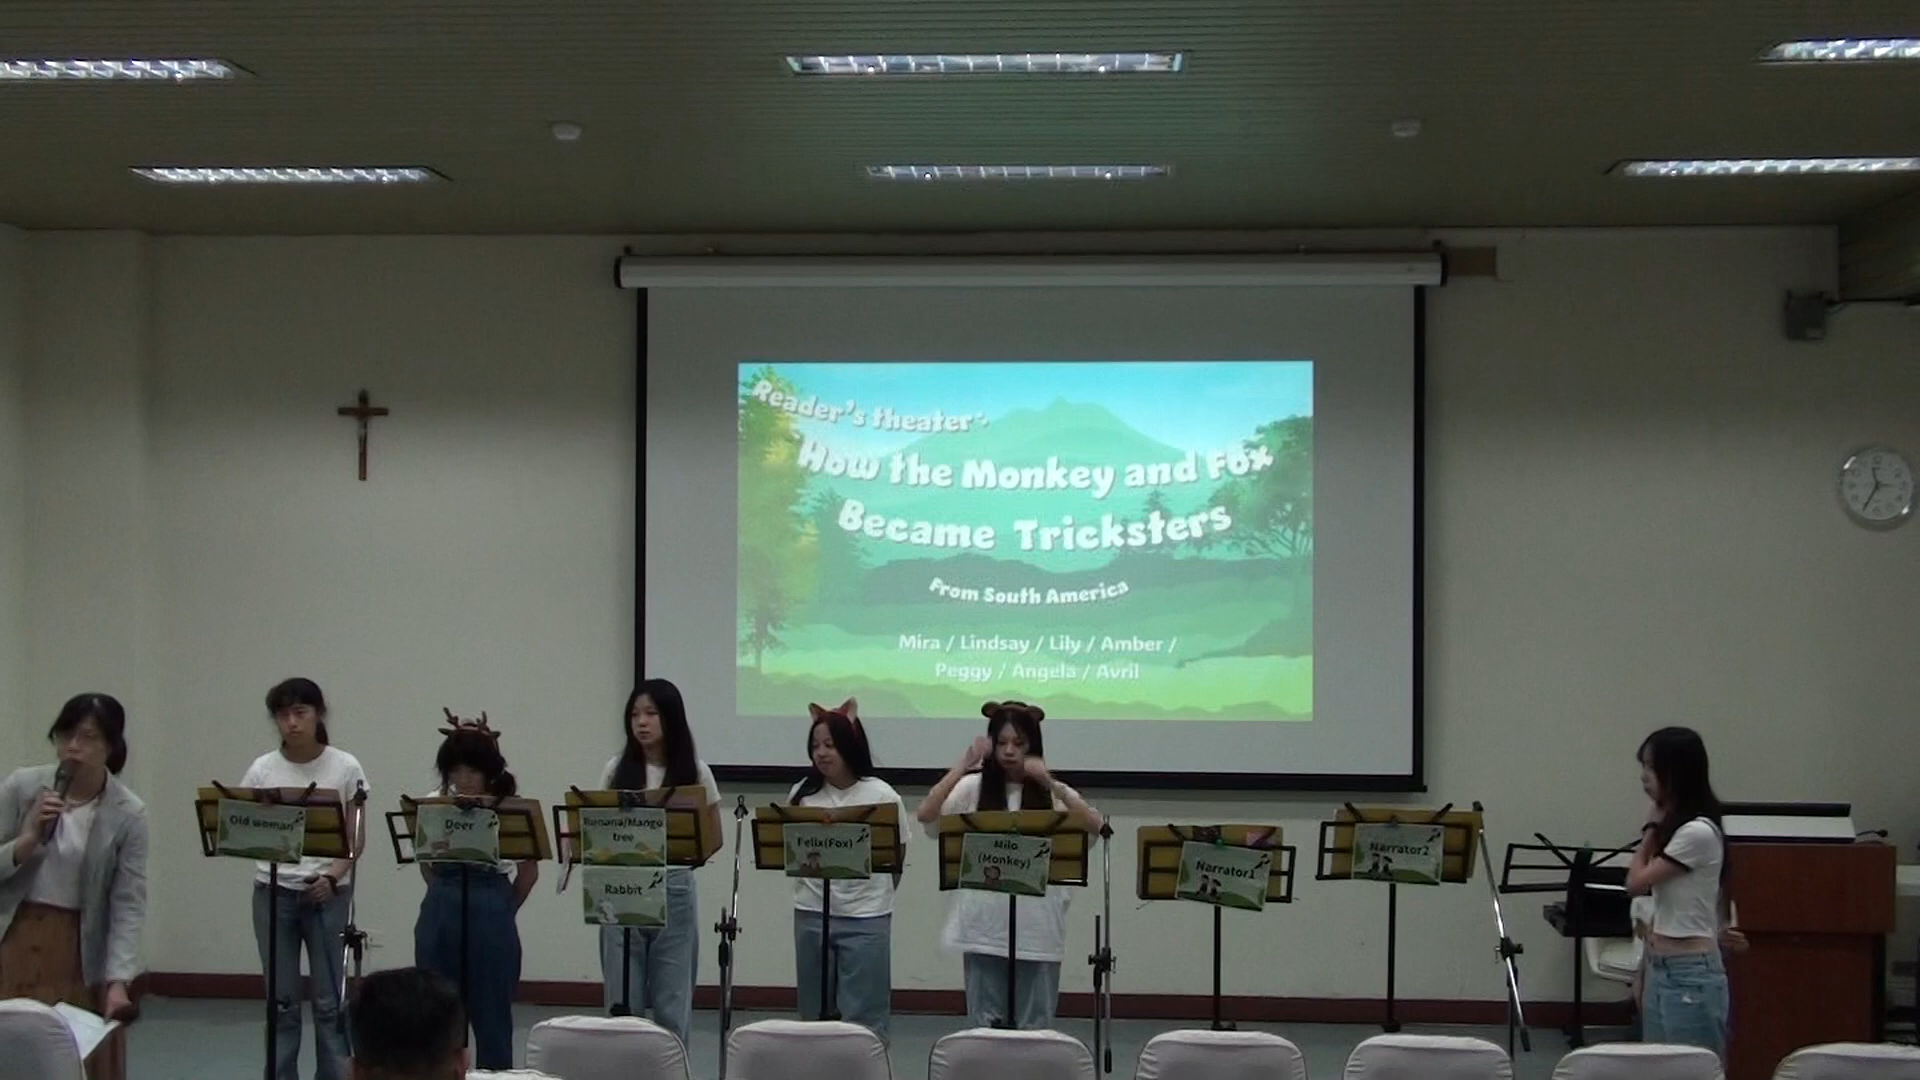 Reader's theater:
How the Monkey and Fox
Became Tricksters
From South America
Mira / Lindsay / Lily / Amber /
Peggy / Angela / Avril
Old woman
Deer
Banana/Mango
tree
Rabbit
Felix(Fox)
Milo
(Monkey)
Narrator1
Narrator2